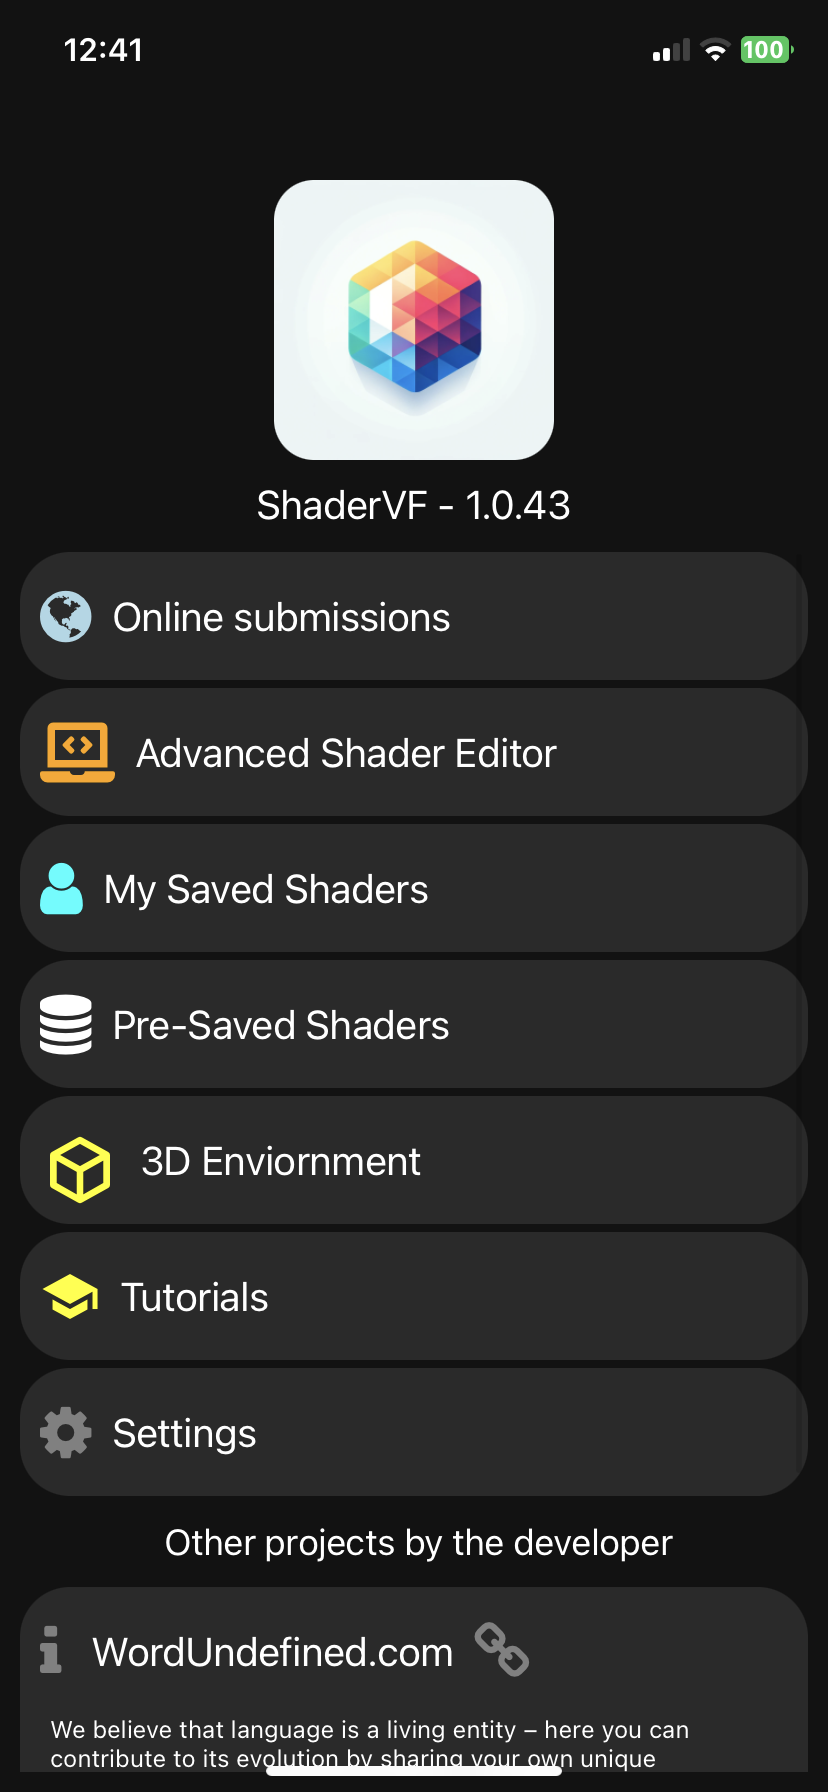 12:41
100
ShaderVF - 1.0.43
Online submissions
Advanced Shader Editor
My Saved Shaders
Pre-Saved Shaders
3D Enviornment
Tutorials
Settings
Other projects by the developer
WordUndefined.com
We believe that language is a living entity – here you can
contribute to its evolution by sharing your own unique